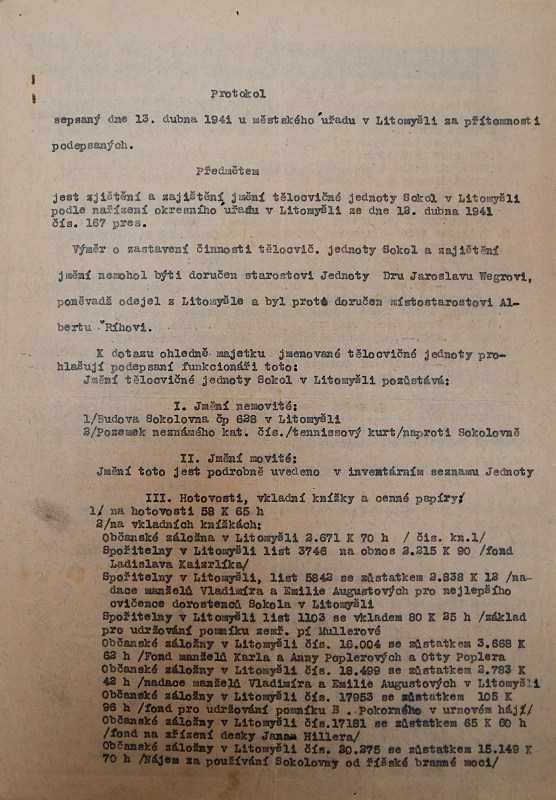 Protokol
sepsaný dne 13. dubna 1941 u městského úřadu v Litomyšli za přítomnosti
podepsaných.
Předmětem
jest zjištění a zajištění jmění tělocvičné jednoty Sokol v Litomyšli
podle nařízení okresního úřadu v Litomyšli ze dne 12. dubna 1941
čís. 167 pres.
Výměr o zastavení činnosti tělocvič. jednoty Sokol a zajištění
jmění nemohol býti doručen starostovi Jednoty Dru Jaroslavu Wegrovi,
poněvadž odejel z Litomyšle a byl proto doručen místostarostovi Al-
bertu Říhovi.
K dotazu ohledně majetku jmenované tělocvičné jednoty pro-
hlašují podepsaní funkcionáři toto:
Jmění tělocvičné jednoty Sokol v Litomyšli pozůstává:
I. Jmění nemovité:
1/Budova Sokolovna čp 628 v Litomyšli
2/Pozemek neznámého kat. čís./tennissový kurt/naproti Sokolovně
II. Jmění movité:
Jmění toto jest podrobně uvedeno v inventárním seznamu Jednoty
III. Hotovosti, vkladní knížky a cenné papíry/
1/ na hotovosti 58 K 65 h
2/na vkladních knížkách:
Občanské záložna v Litomyšli 2.671 K 70 h / čis. kn.1/
Spořitelny v Litomyšli list 3746 na obnos 2.215 K 90 /fond
Ladislava Kaizrlíka/
Spořitelny v Litomyšli, list 5842 se zůstatkem 2.838 K 12 /na-
dace manželů Vladimíra a Emilie Augustových pro nejlepšího
cvičence dorostenců Sokola v Litomyšli
Spořitelny v Litomyšli list 1103 se vkladem 80 K 25 h /základ
pro udržování pomníku zemř. pí Mullerové
Občanské záložny v Litomyšli čís. 16.004 se zůstatkem 3.668 K
62 h /Fond manželů Karla a Anny Poplerových a Otty Poplera
Občanské záložny v Litomyšli čís. 18.499 se zůstatkem 2.783 K
42 h /nadace manželů Vladimíra a Emilie Augustových v Litomyšli
Občanské záložny v Litomyšli čís. 17953 se zůstatkem 105 K
96 h /fond pro udržování pomníku B. Pokorného v urnovém háji/
Občanské záložny v Litomyšli čís.17181 se zůstatkem 65 K 60 h
/fond na zřízení desky Janaa Hillera/
Občanské záložny v Litomyšli čís. 20.275 se zůstatkem 15.149 K
70 h /Nájem za používání Sokolovny od říšské branné moci/